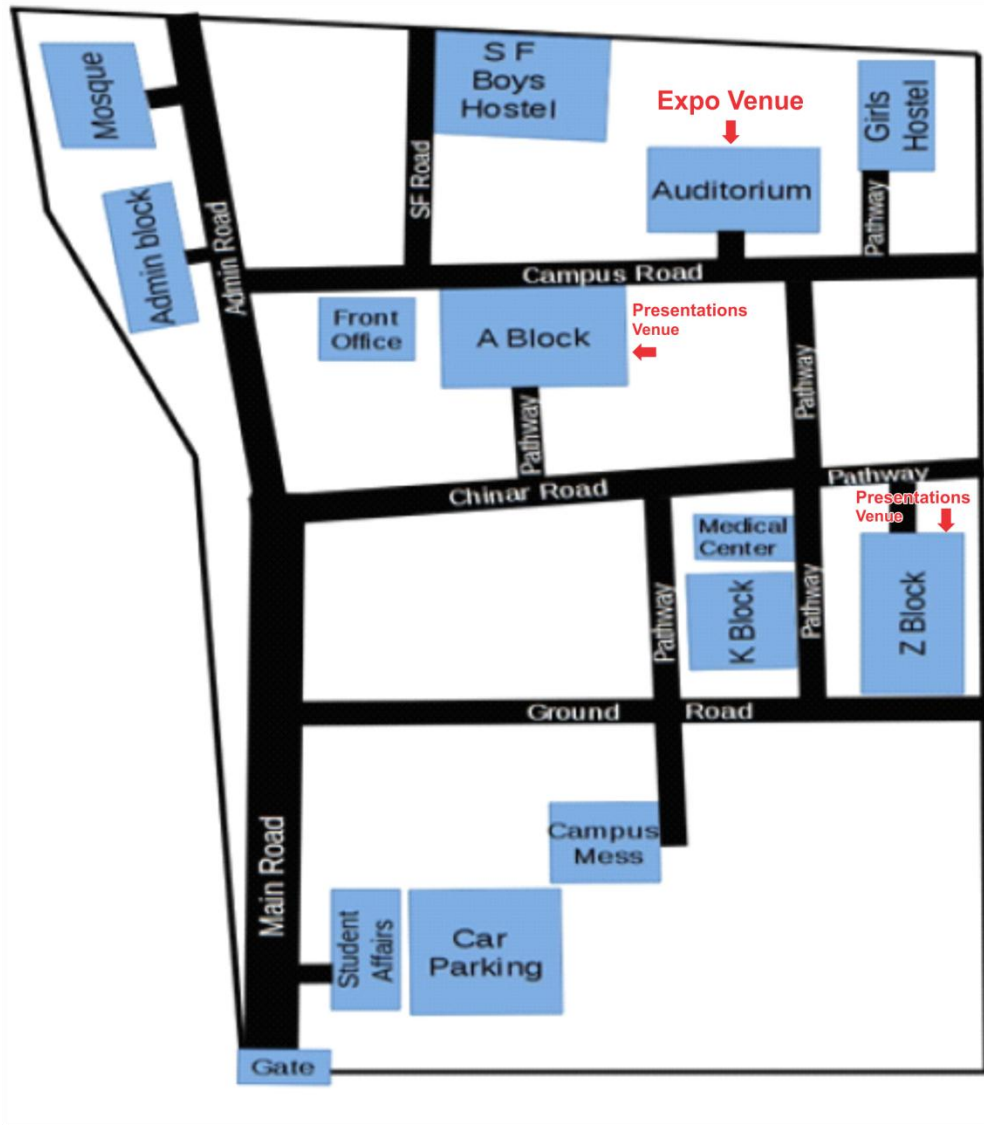 Mosque
S F
Boys
Hostel
Expo Venue
Girls
Hostel
Auditorium
SF Road
Pathway
Admin block
Admin Road
Campus Road
Front
Office
A Block
Presentations
Venue
Pathway
Pathway
Chinar Road
Pathway
Presentations
Venue
Medical
Center
Pathway
K Block
Pathway
Z Block
Ground Road
Main Road
Campus
Mess
Student
Affairs
Car
Parking
Gate